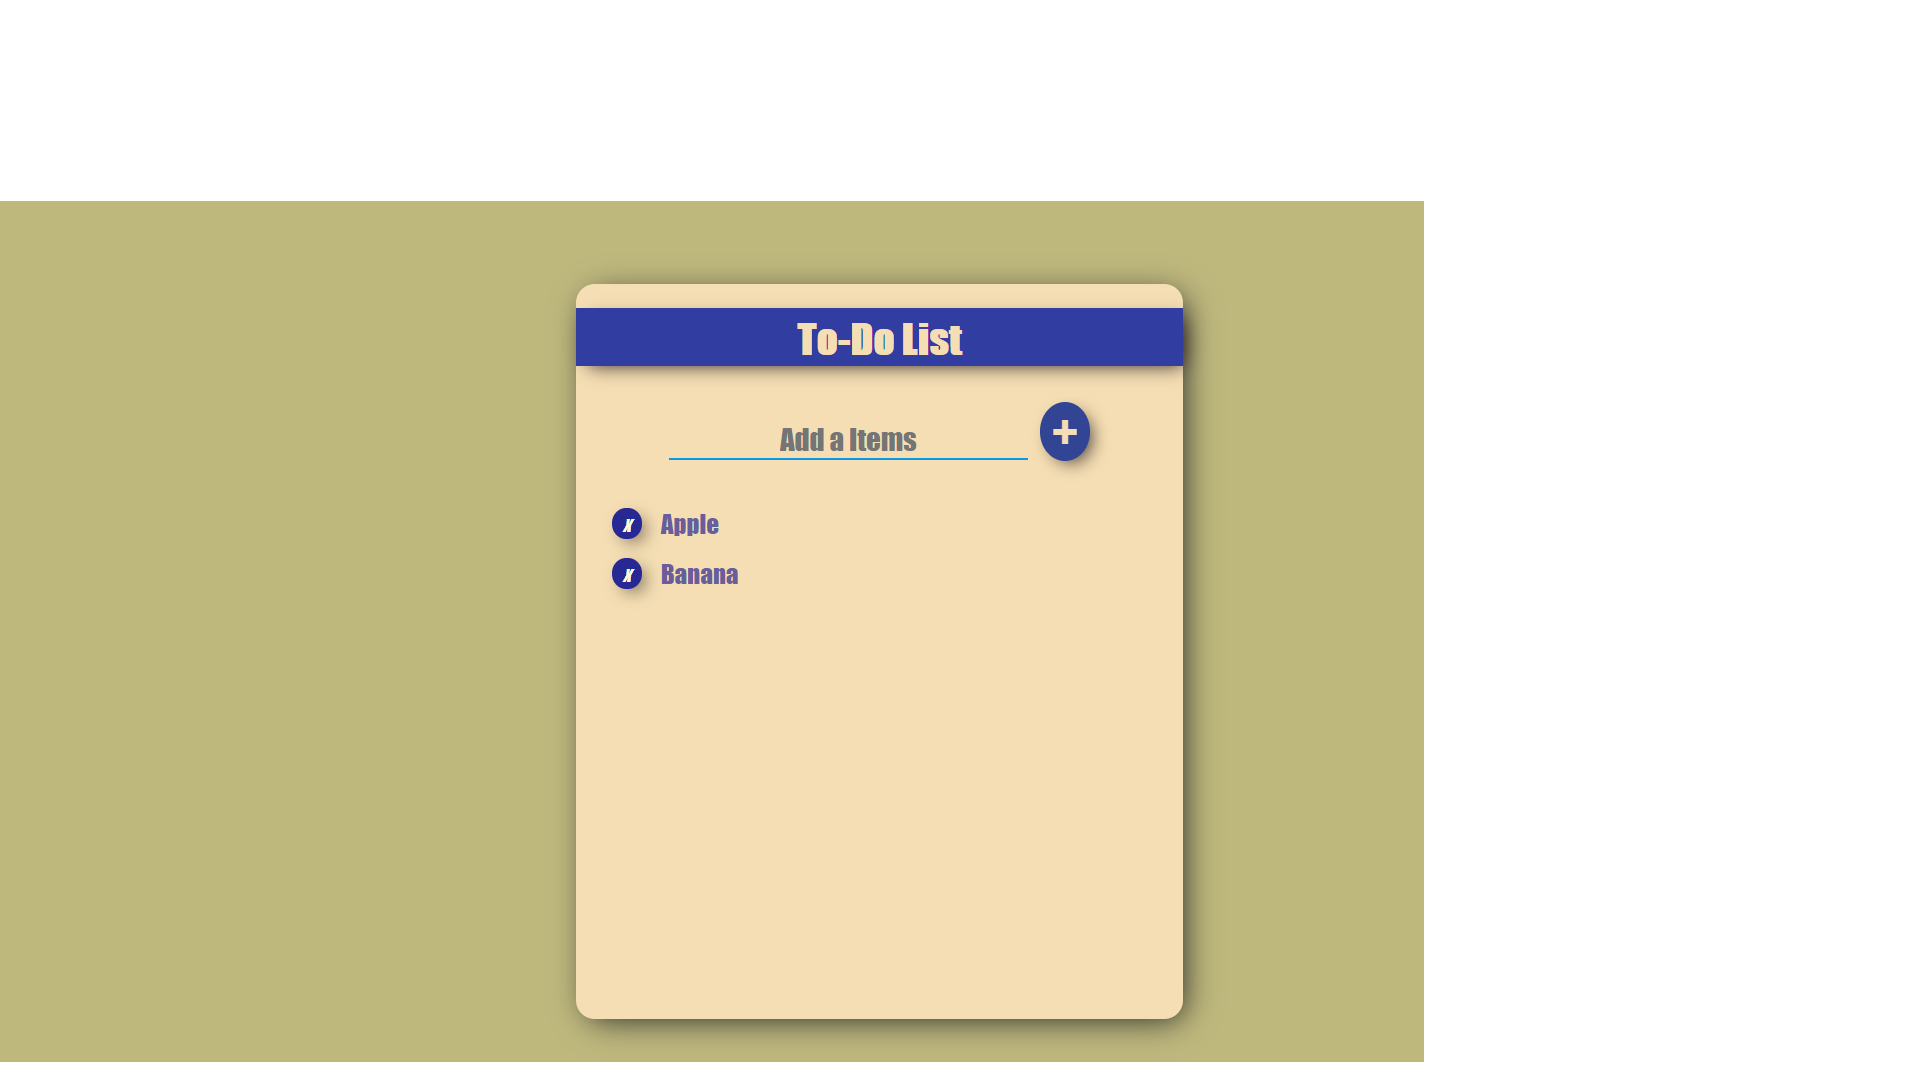 To-Do List
Add a Items
+
x Apple
x Banana